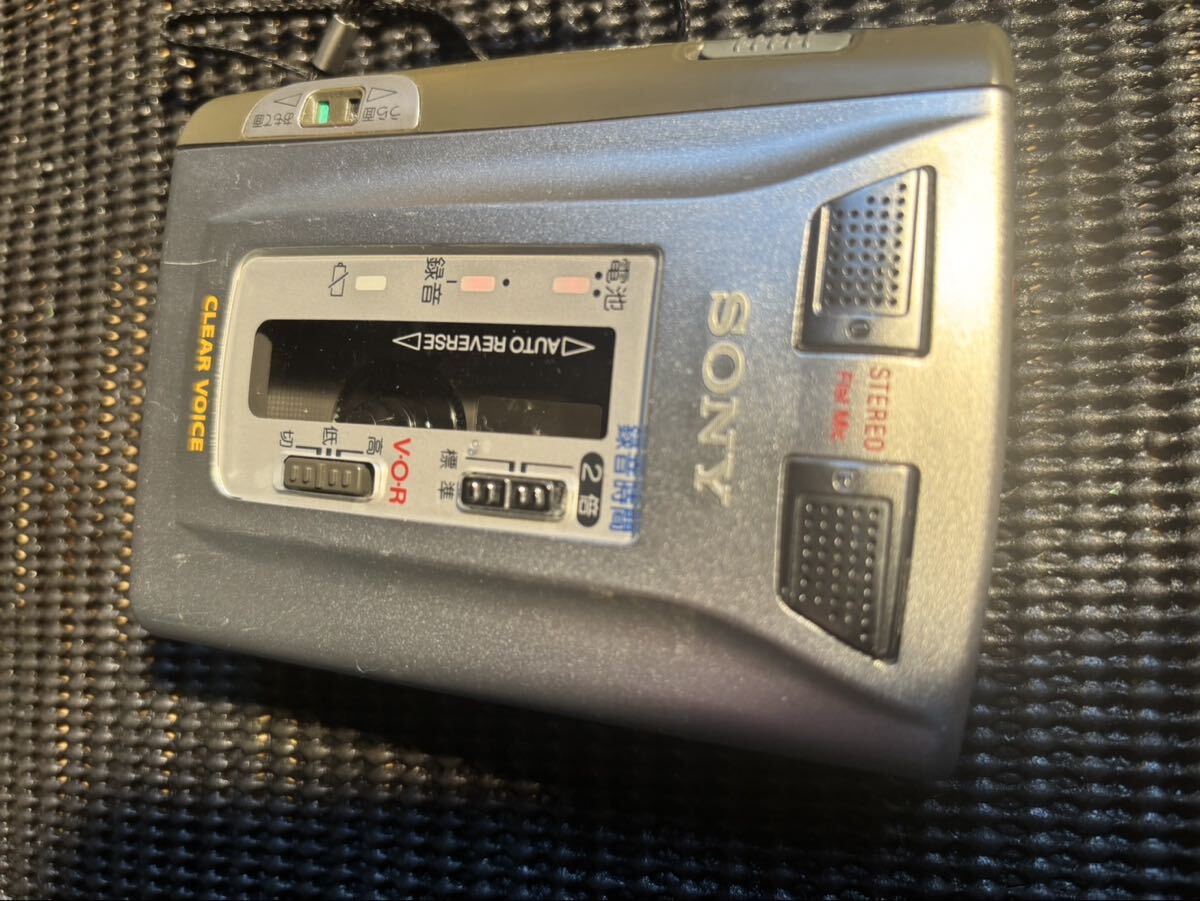 おもて面
うら面
STEREO
Flat Mic
SONY
電池
録音
AUTO REVERSE
録音時間
2倍
標準
V·O·R
高
低
切
CLEAR VOICE